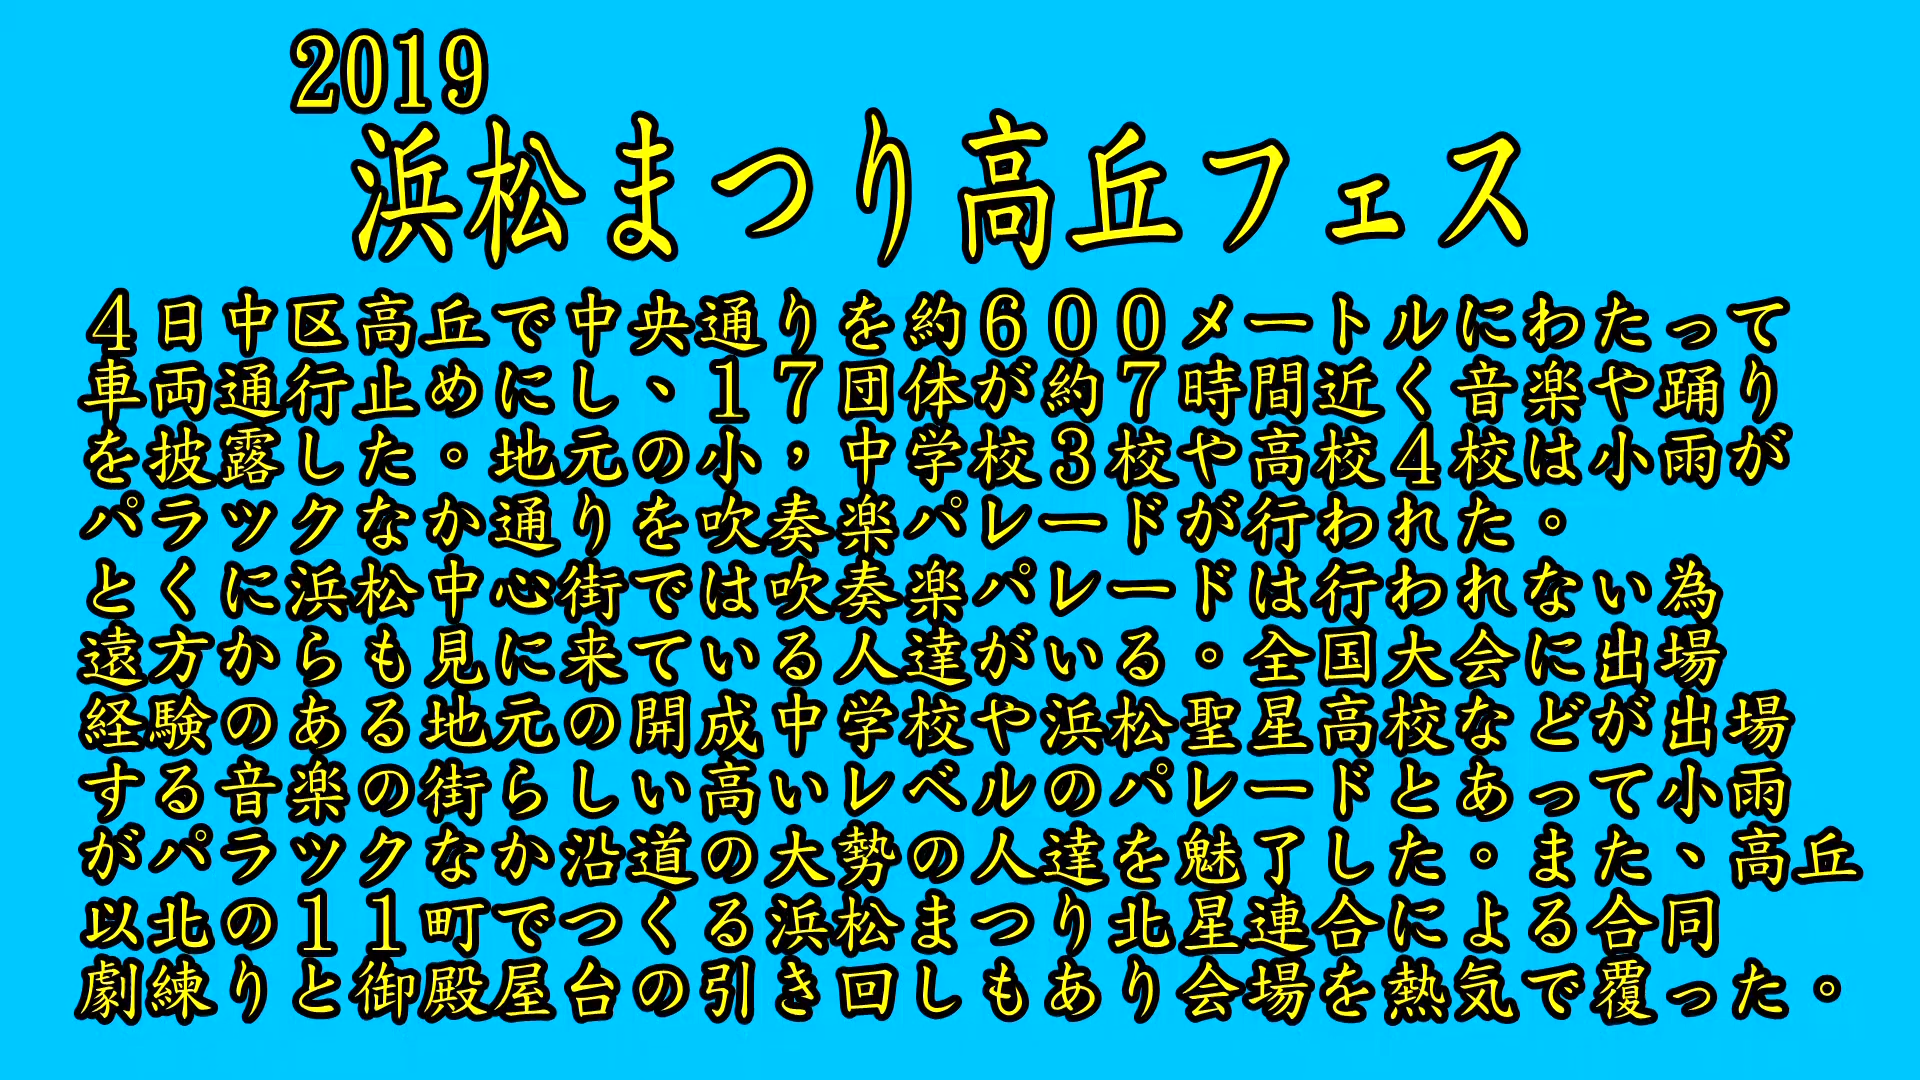 2019
浜松まつり高丘フェス
４日中区高丘で中央通りを約６００メートルにわたって
車両通行止めにし、１７団体が約７時間近く音楽や踊り
を披露した。地元の小，中学校３校や高校４校は小雨が
パラックなか通りを吹奏楽パレードが行われた。
とくに浜松中心街では吹奏楽パレードは行われない為
遠方からも見に来ている人達がいる。全国大会に出場
経験のある地元の開成中学校や浜松聖星高校などが出場
する音楽の街らしい高いレベルのパレードとあって小雨
がパラックなか沿道の大勢の人達を魅了した。また、高丘
以北の１１町でつくる浜松まつり北星連合による合同
劇練りと御殿屋台の引き回しもあり会場を熱気で覆った。